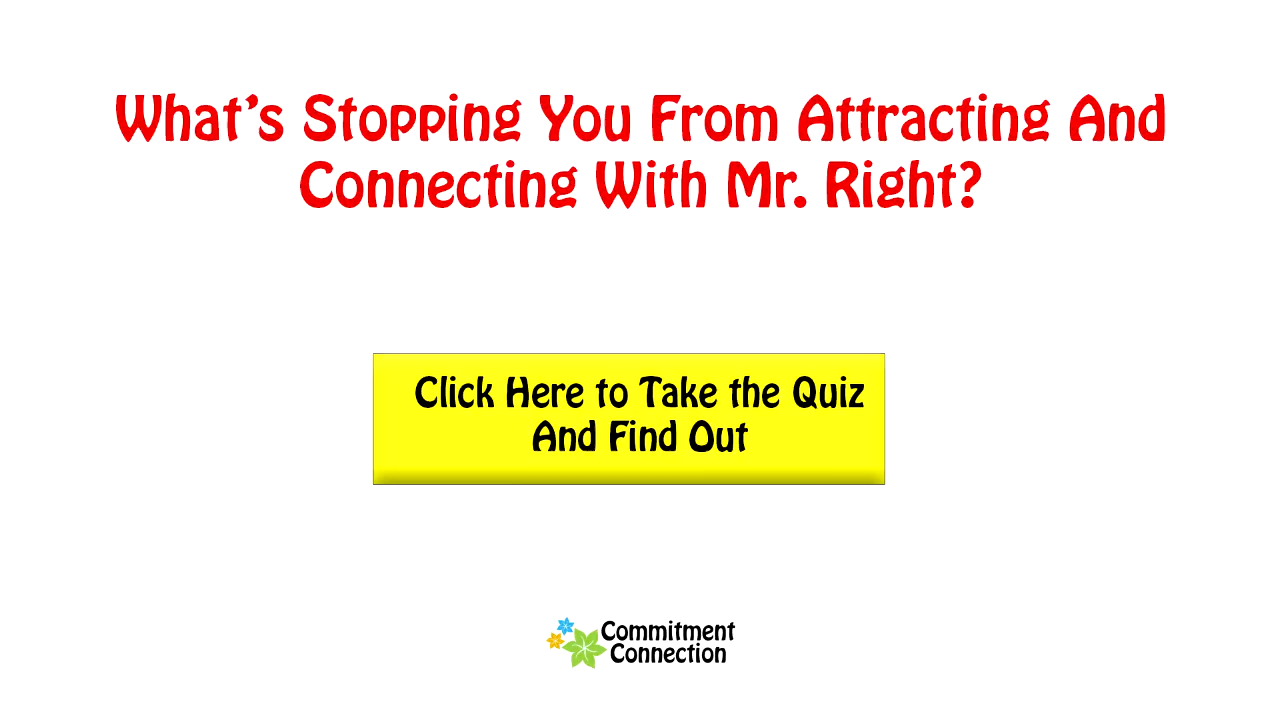 What's Stopping You From Attracting And
Connecting With Mr. Right?
Click Here to Take the Quiz
And Find Out
Commitment
Connection